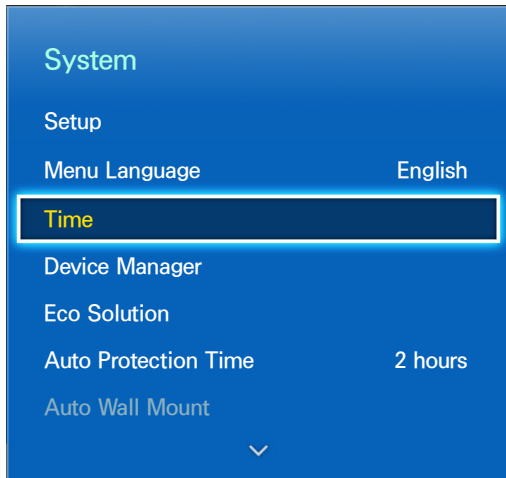 System
Setup
Menu Language English
Time
Device Manager
Eco Solution
Auto Protection Time 2 hours
Auto Wall Mount